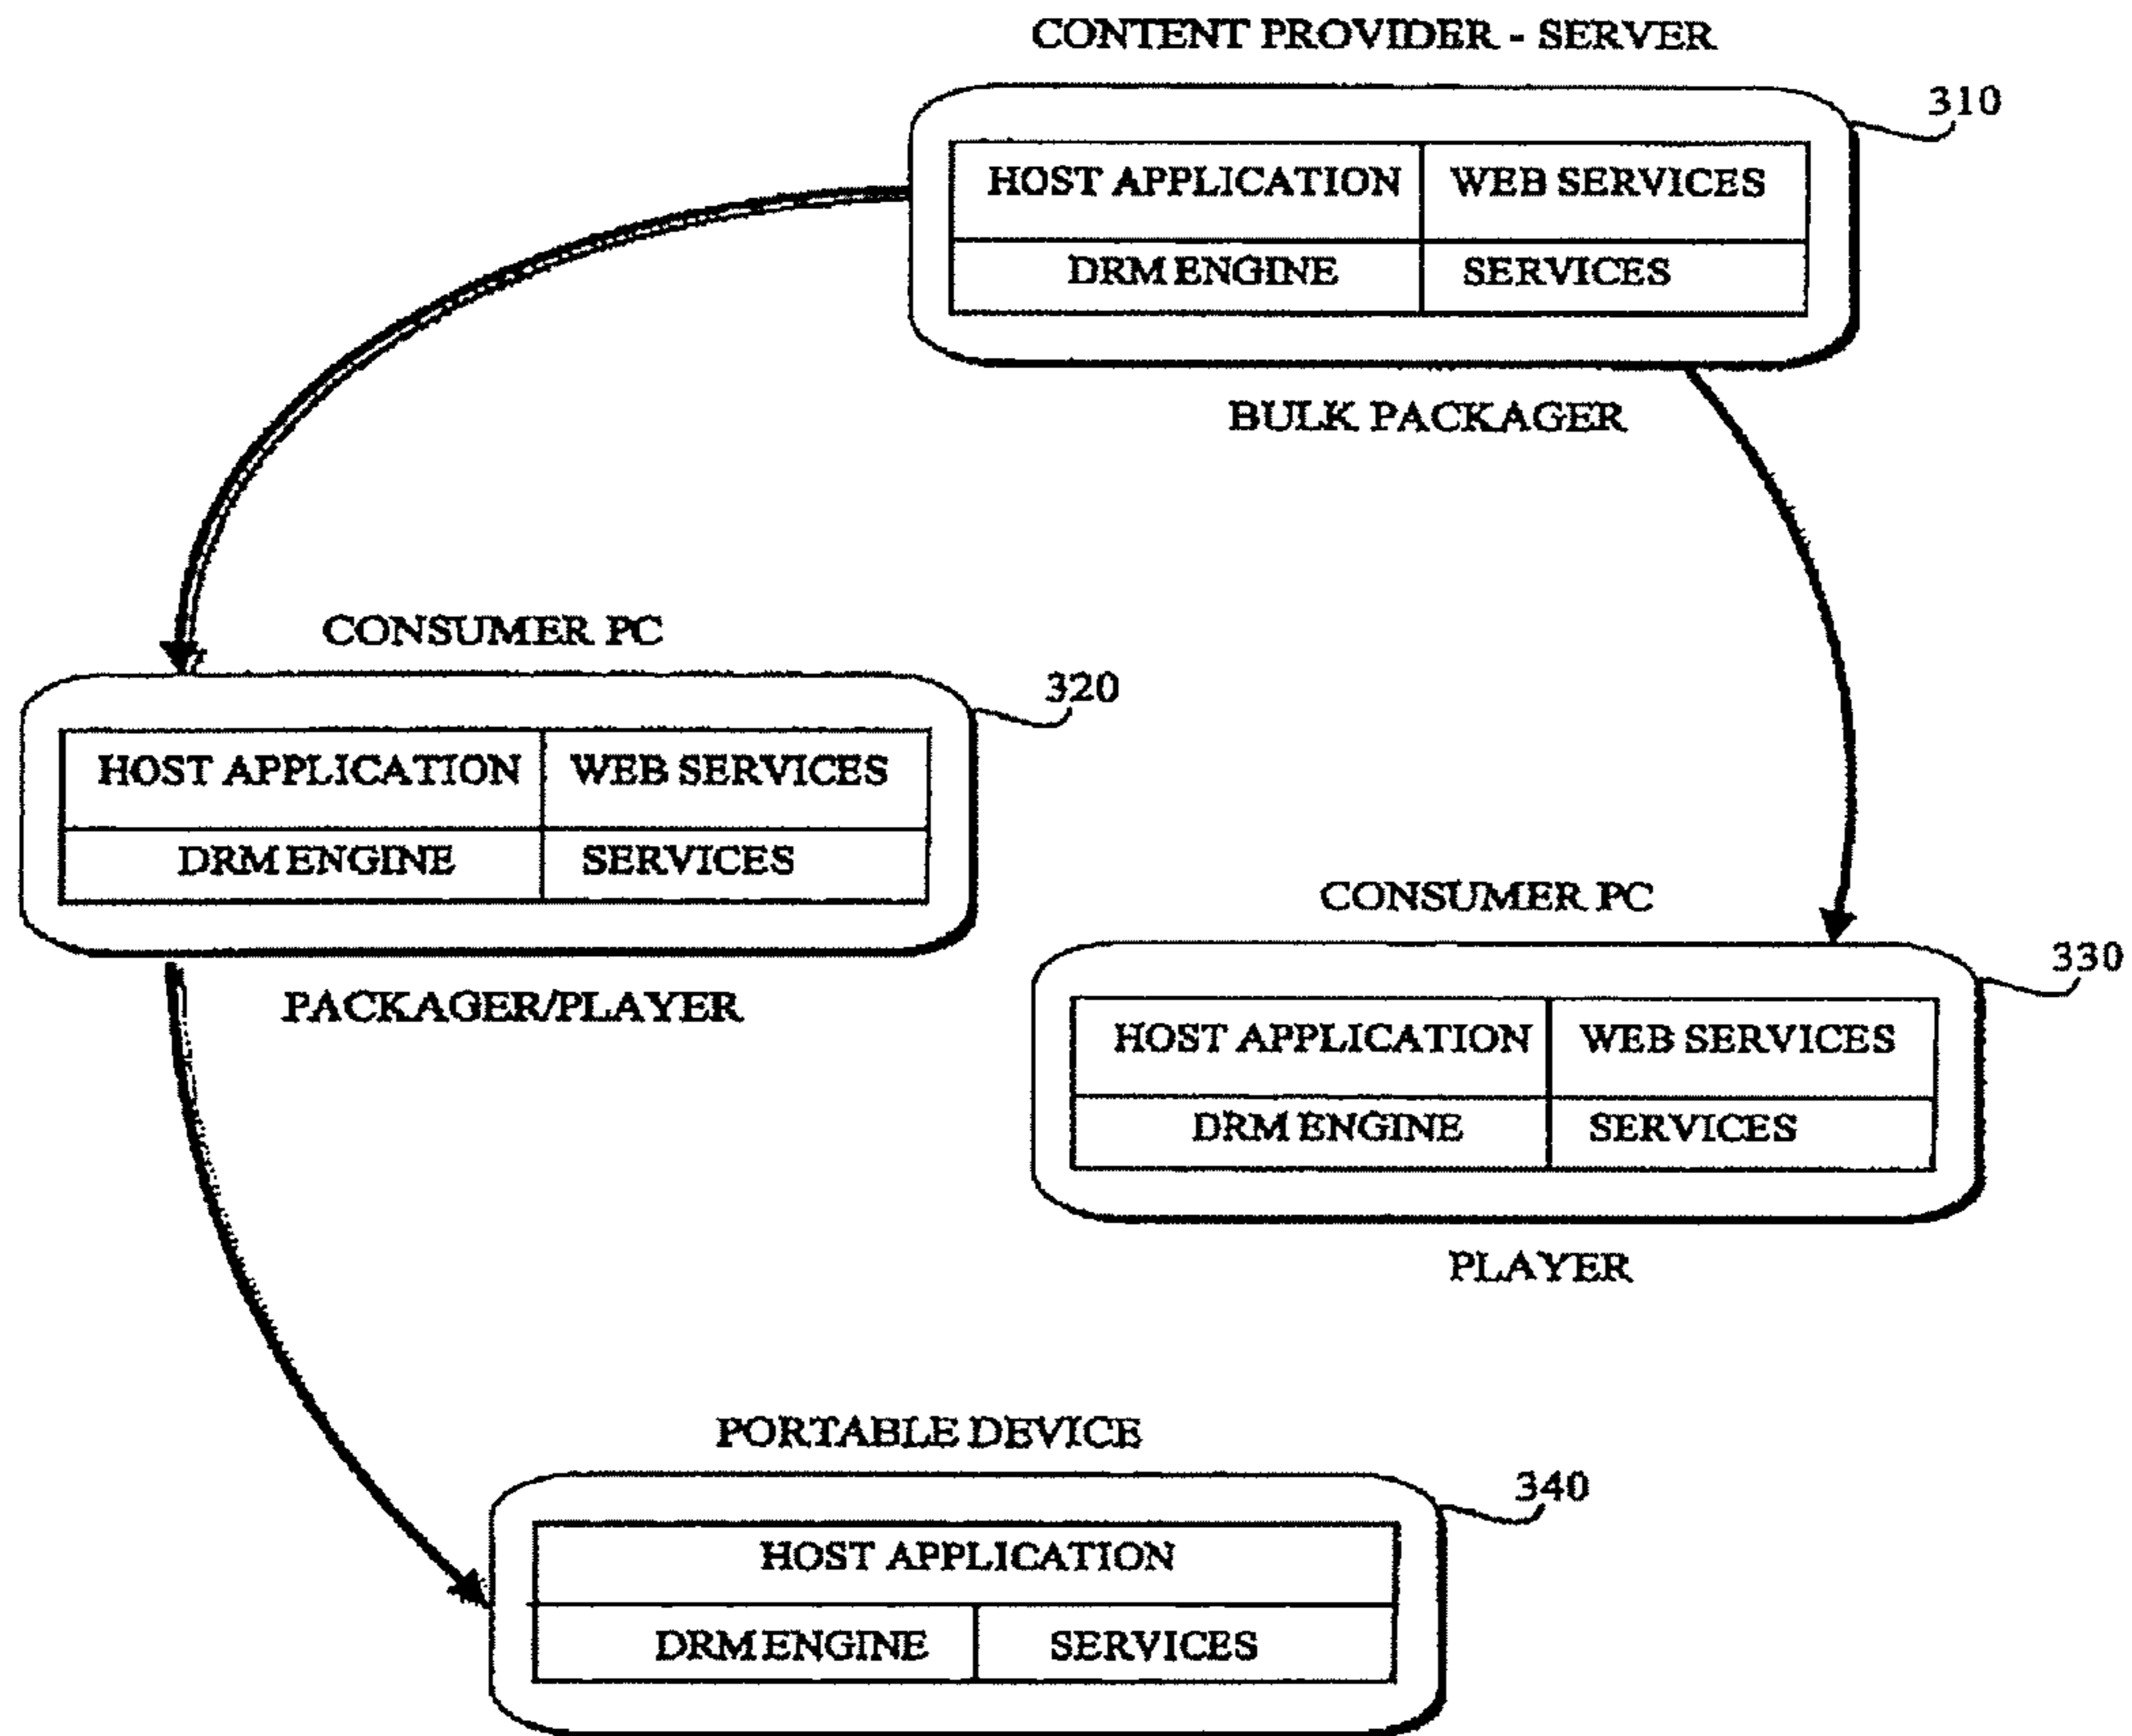 CONTENT PROVIDER - SERVER
310
HOST APPLICATION WEB SERVICES
DRM ENGINE SERVICES
BULK PACKAGER
CONSUMER PC
320
HOST APPLICATION WEB SERVICES
DRM ENGINE SERVICES
PACKAGER/PLAYER
CONSUMER PC
330
HOST APPLICATION WEB SERVICES
DRM ENGINE SERVICES
PLAYER
PORTABLE DEVICE
340
HOST APPLICATION
DRM ENGINE SERVICES